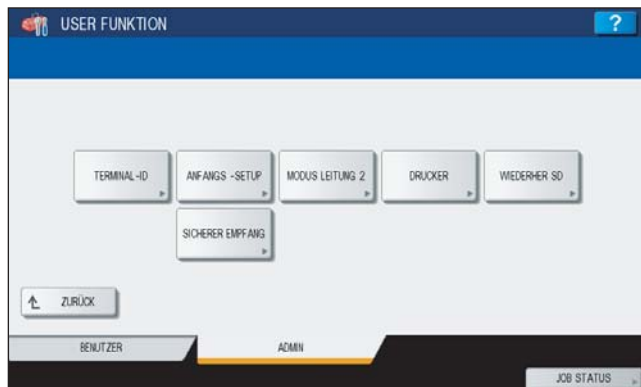 USER FUNKTION
?
TERMINAL-ID
ANFANGS -SETUP
MODUS LEITUNG 2
DRUCKER
WIEDERHER SD
SICHERER EMPFANG
ZURÜCK
BENUTZER
ADMIN
JOB STATUS